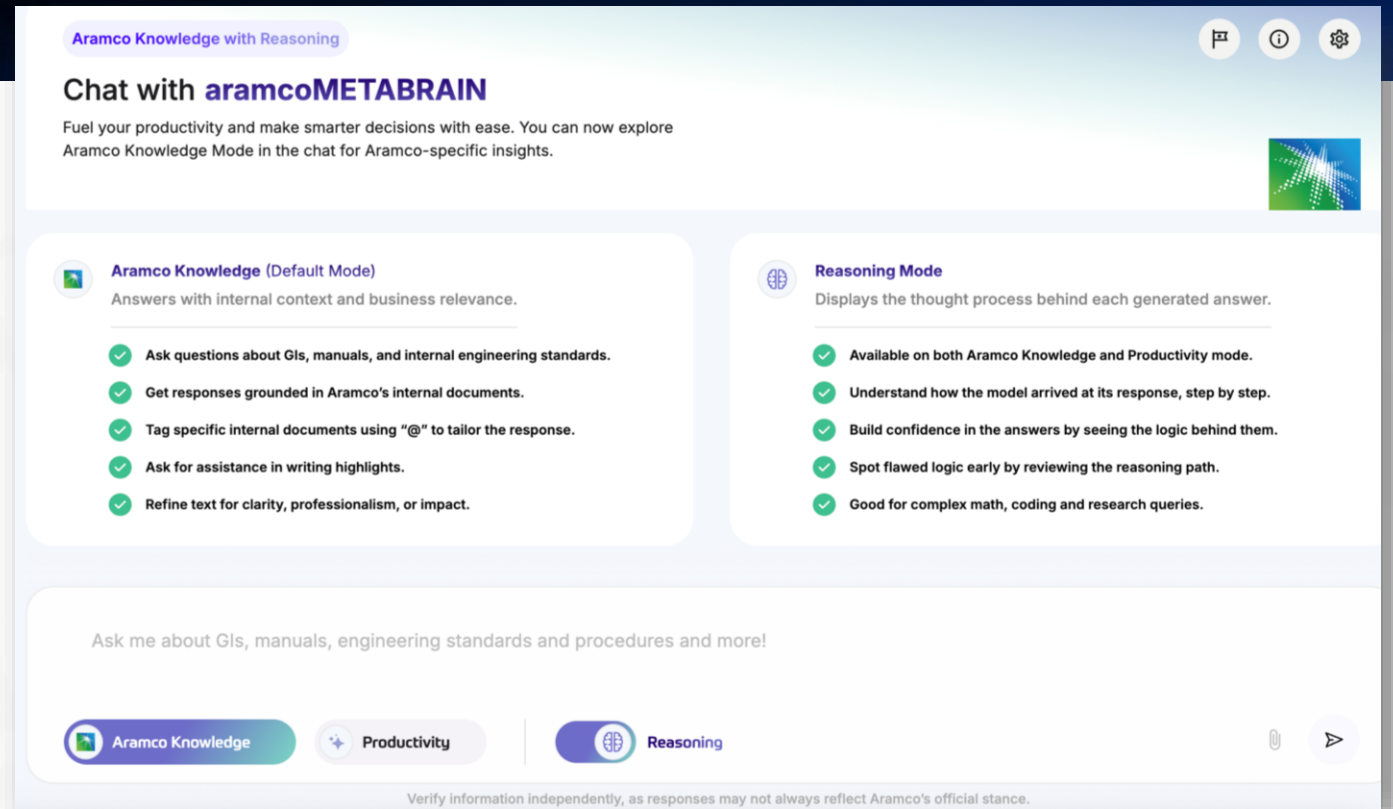 Aramco Knowledge with Reasoning
Chat with aramcoMETABRAIN
Fuel your productivity and make smarter decisions with ease. You can now explore
Aramco Knowledge Mode in the chat for Aramco-specific insights.
Aramco Knowledge (Default Mode)
Answers with internal context and business relevance.
Ask questions about GIs, manuals, and internal engineering standards.
Get responses grounded in Aramco’s internal documents.
Tag specific internal documents using “@” to tailor the response.
Ask for assistance in writing highlights.
Refine text for clarity, professionalism, or impact.
Reasoning Mode
Displays the thought process behind each generated answer.
Available on both Aramco Knowledge and Productivity mode.
Understand how the model arrived at its response, step by step.
Build confidence in the answers by seeing the logic behind them.
Spot flawed logic early by reviewing the reasoning path.
Good for complex math, coding and research queries.
Ask me about GIs, manuals, engineering standards and procedures and more!
Aramco Knowledge
Productivity
Reasoning
Verify information independently, as responses may not always reflect Aramco’s official stance.